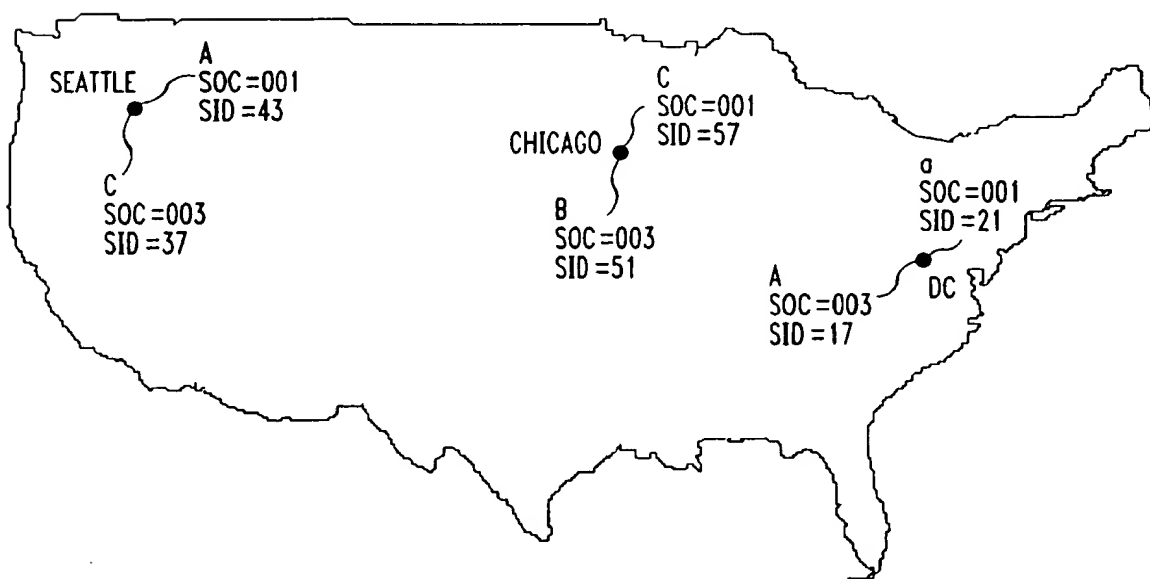 A
SEATTLE
SOC=001
SID=43
C
SOC=003
SID=37
C
SOC=001
CHICAGO
SID=57
B
SOC=003
SID=51
a
SOC=001
SID=21
A
SOC=003
SID=17
DC